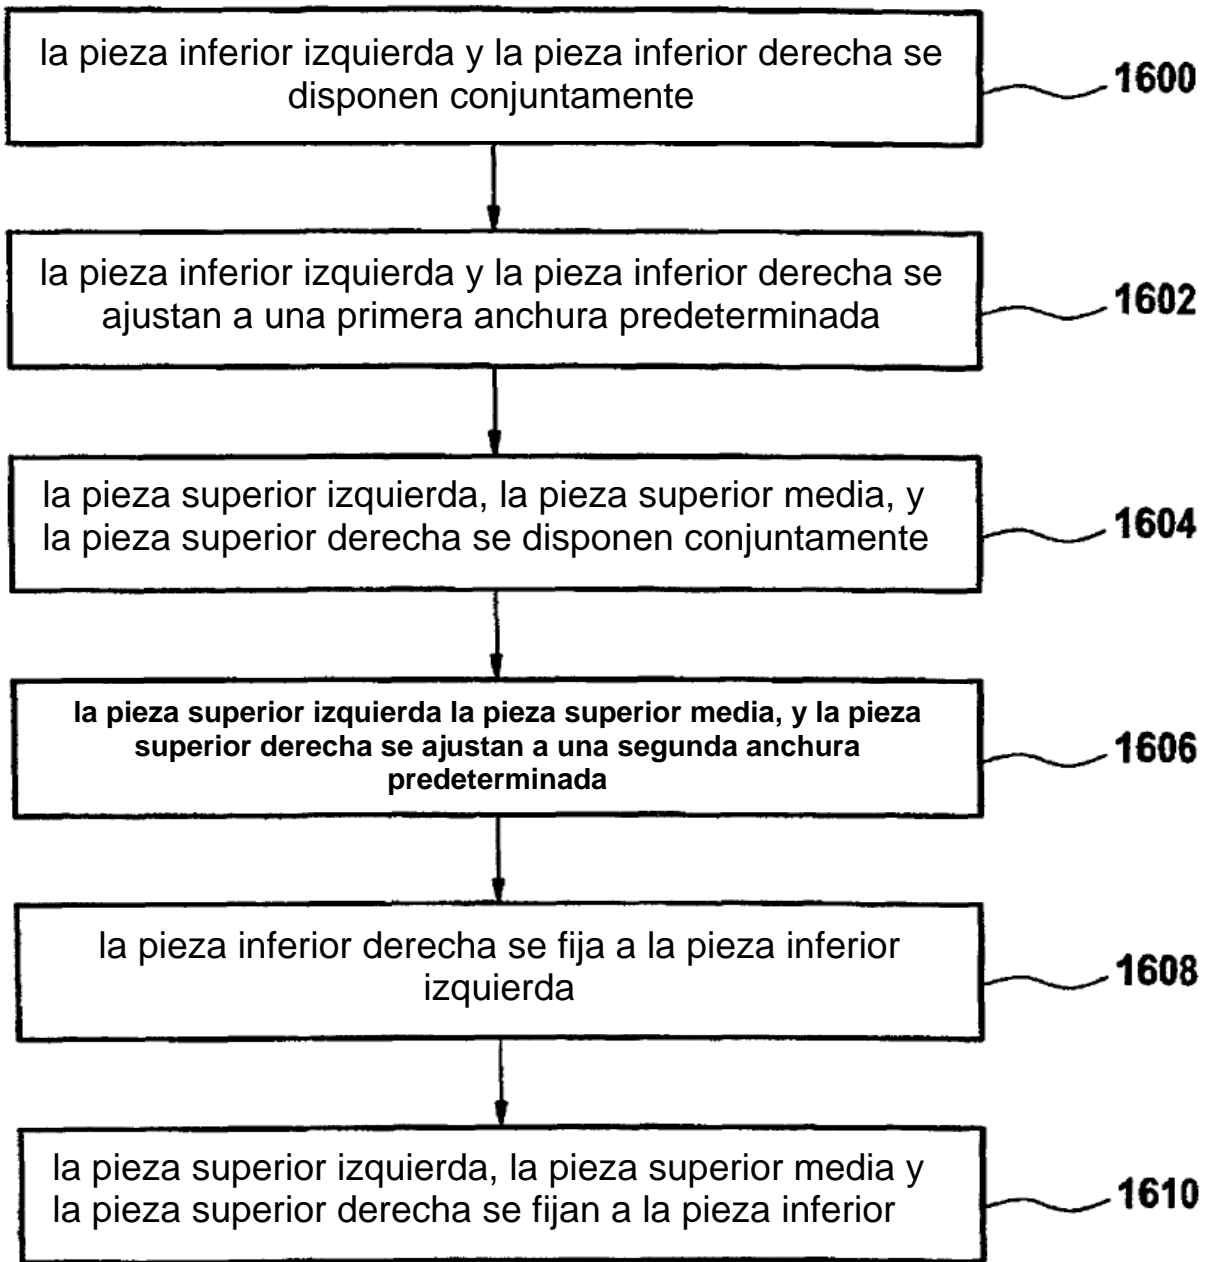 la pieza inferior izquierda y la pieza inferior derecha se
disponen conjuntamente
1600
la pieza inferior izquierda y la pieza inferior derecha se
ajustan a una primera anchura predeterminada
1602
la pieza superior izquierda, la pieza superior media, y
la pieza superior derecha se disponen conjuntamente
1604
la pieza superior izquierda la pieza superior media, y la pieza
superior derecha se ajustan a una segunda anchura
predeterminada
1606
la pieza inferior derecha se fija a la pieza inferior
izquierda
1608
la pieza superior izquierda, la pieza superior media y
la pieza superior derecha se fijan a la pieza inferior
1610